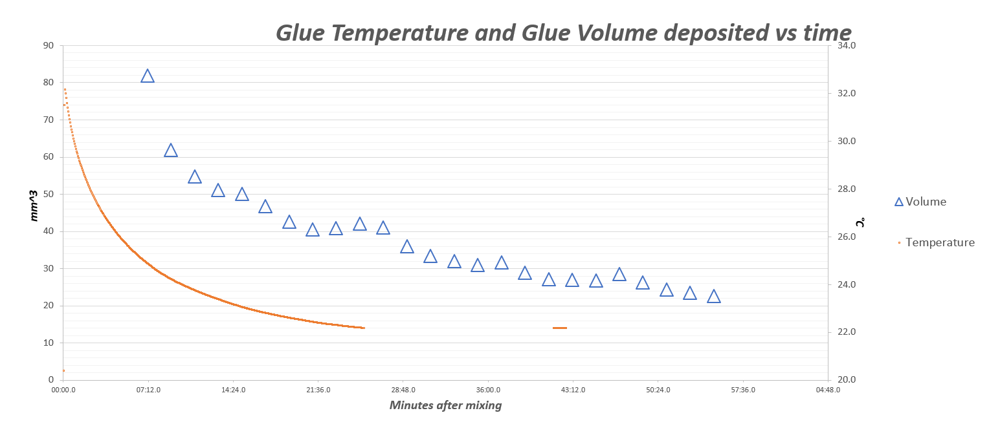 Glue Temperature and Glue Volume deposited vs time
90
80
70
60
50
40
30
20
10
0
mm^3
34.0
32.0
30.0
28.0
26.0
24.0
22.0
20.0
°C
00:00.0 07:12.0 14:24.0 21:36.0 28:48.0 36:00.0 43:12.0 50:24.0 57:36.0 04:48.0
Minutes after mixing
Volume
Temperature